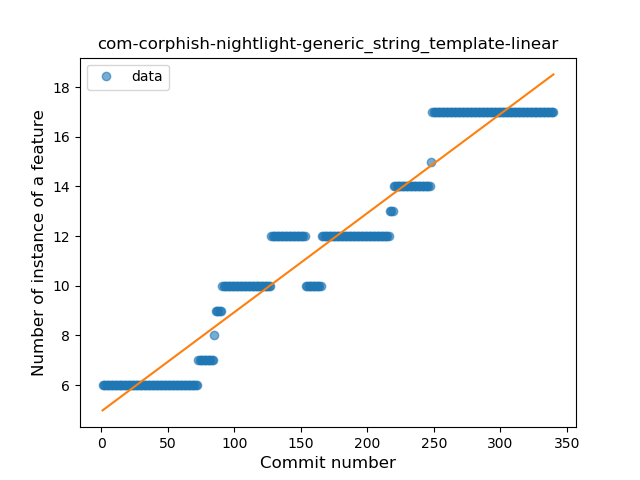 com-corphish-nightlight-generic_string_template-linear
data
Number of instance of a feature
18
16
14
12
10
8
6
0 50 100 150 200 250 300 350
Commit number